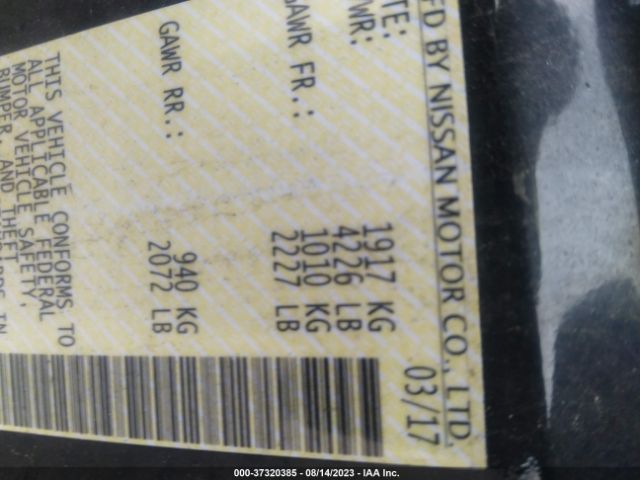 FD BY NISSAN MOTOR CO., LTD.
TE: 03/17
WR: 1917 KG
4226 LB
GAWR FR.: 1010 KG
2227 LB
GAWR RR.: 940 KG
2072 LB
THIS VEHICLE CONFORMS TO
ALL APPLICABLE FEDERAL
MOTOR VEHICLE SAFETY,
BUMPER, AND THEFT
000-37320385 - 08/14/2023 - IAA Inc.